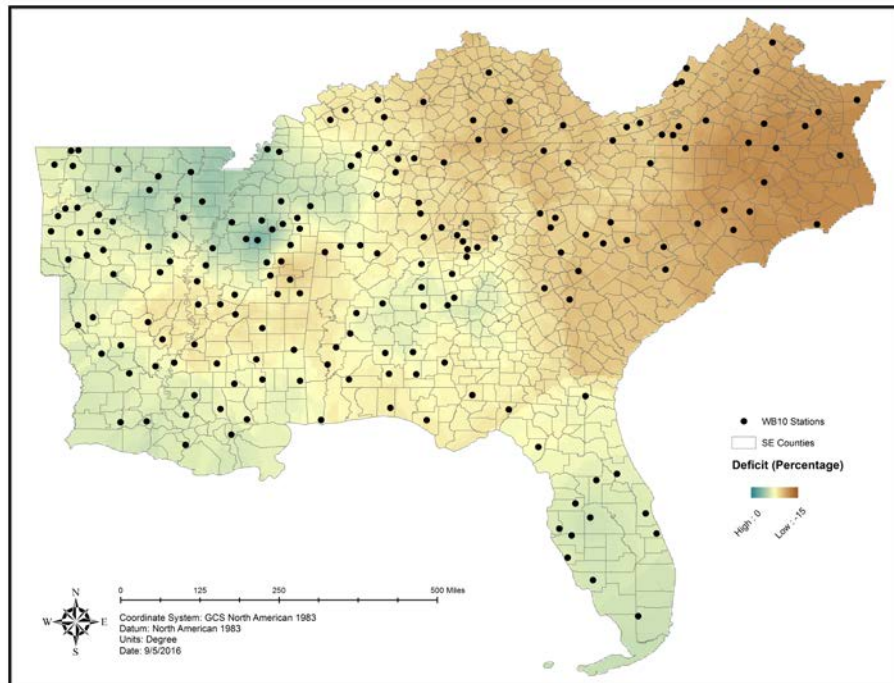 WB10 Stations
SE Counties
Deficit (Percentage)
High : 0
Low : -15
0 125 250 500 Miles
N
W E
S
Coordinate System: GCS North American 1983
Datum: North American 1983
Units: Degree
Date: 9/5/2016